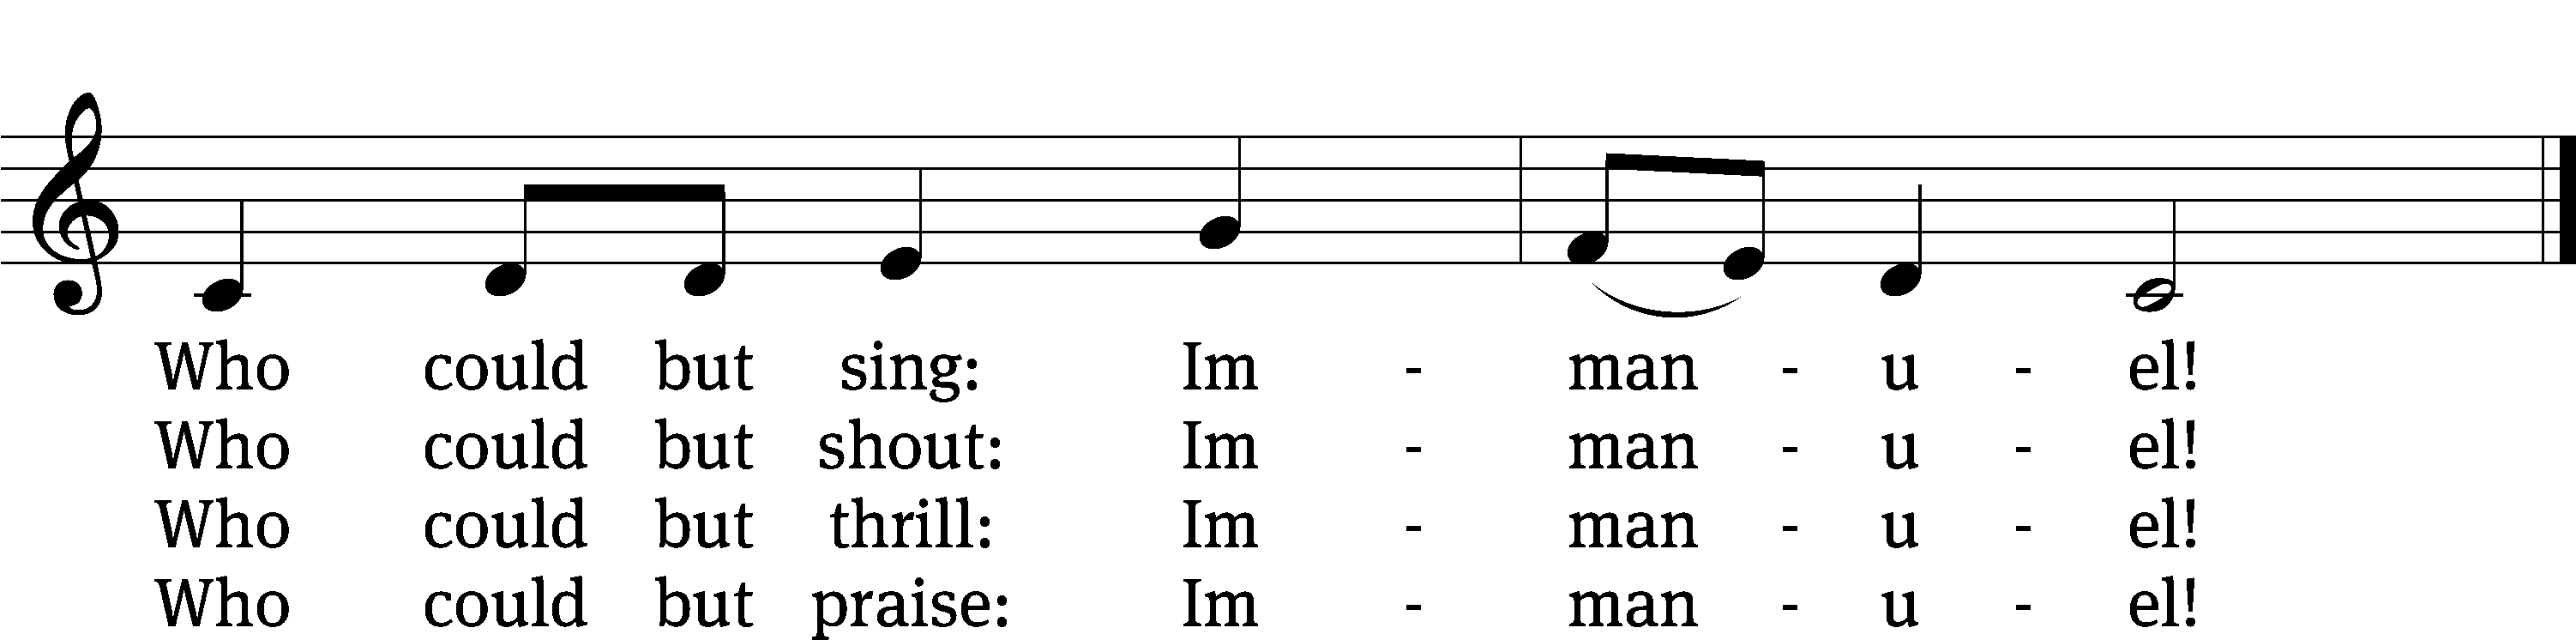 Who could but sing: Im - man - u - el!
Who could but shout: Im - man - u - el!
Who could but thrill: Im - man - u - el!
Who could but praise: Im - man - u - el!